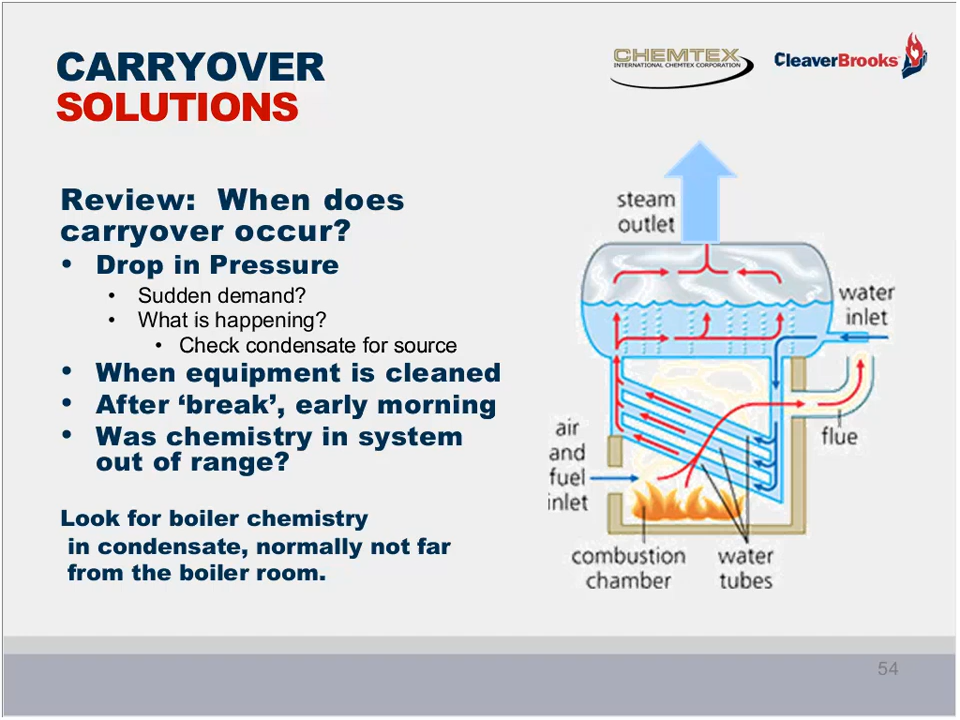 CARRYOVER
SOLUTIONS
CHEMTEX
INTERNATIONAL CHEMTEX CORPORATION
CleaverBrooks
Review: When does
carryover occur?
• Drop in Pressure
• Sudden demand?
• What is happening?
• Check condensate for source
• When equipment is cleaned
• After ‘break’, early morning
• Was chemistry in system
out of range?
Look for boiler chemistry
in condensate, normally not far
from the boiler room.
steam
outlet
water
inlet
flue
air
and
fuel
inlet
combustion
chamber
water
tubes
54